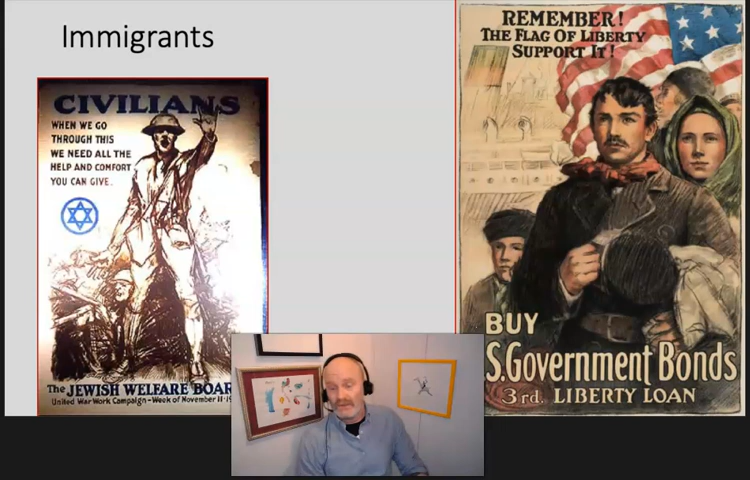 Immigrants
CIVILIANS
WHEN WE GO
THROUGH THIS
WE NEED ALL THE
HELP AND COMFORT
YOU CAN GIVE.
The JEWISH WELFARE BOAR
United War Work Campaign-Week of November 11
REMEMBER!
THE FLAG OF LIBERTY
SUPPORT IT!
BUY
S. Government Bonds
3rd. LIBERTY LOAN